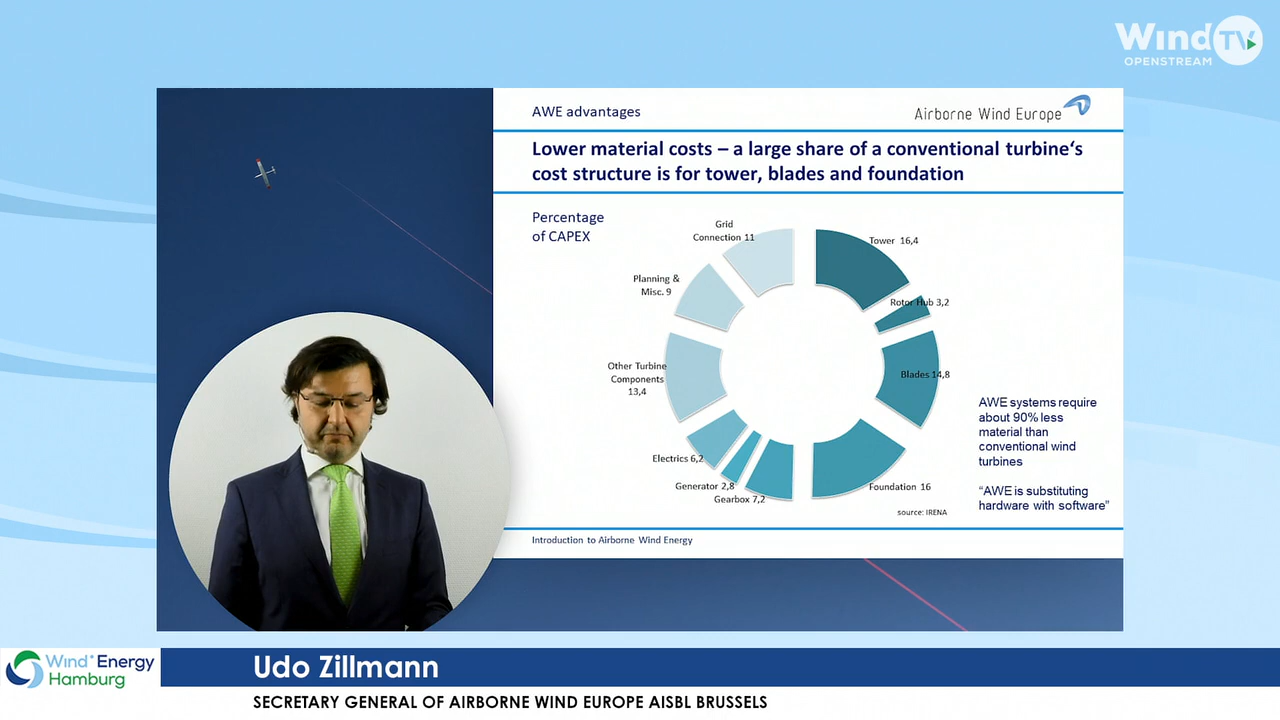 WindTV
OPENSTREAM
AWE advantages
Airborne Wind Europe
Lower material costs – a large share of a conventional turbine‘s
cost structure is for tower, blades and foundation
Percentage
of CAPEX
Grid
Connection 11
Tower 16,4
Planning &
Misc. 9
Rotor Hub 3,2
Other Turbine
Components
13,4
Blades 14,8
Electrics 6,2
Generator 2,8
Gearbox 7,2
Foundation 16
source: IRENA
AWE systems require
about 90% less
material than
conventional wind
turbines
“AWE is substituting
hardware with software”
Introduction to Airborne Wind Energy
Wind Energy
Hamburg
Udo Zillmann
SECRETARY GENERAL OF AIRBORNE WIND EUROPE AISBL BRUSSELS